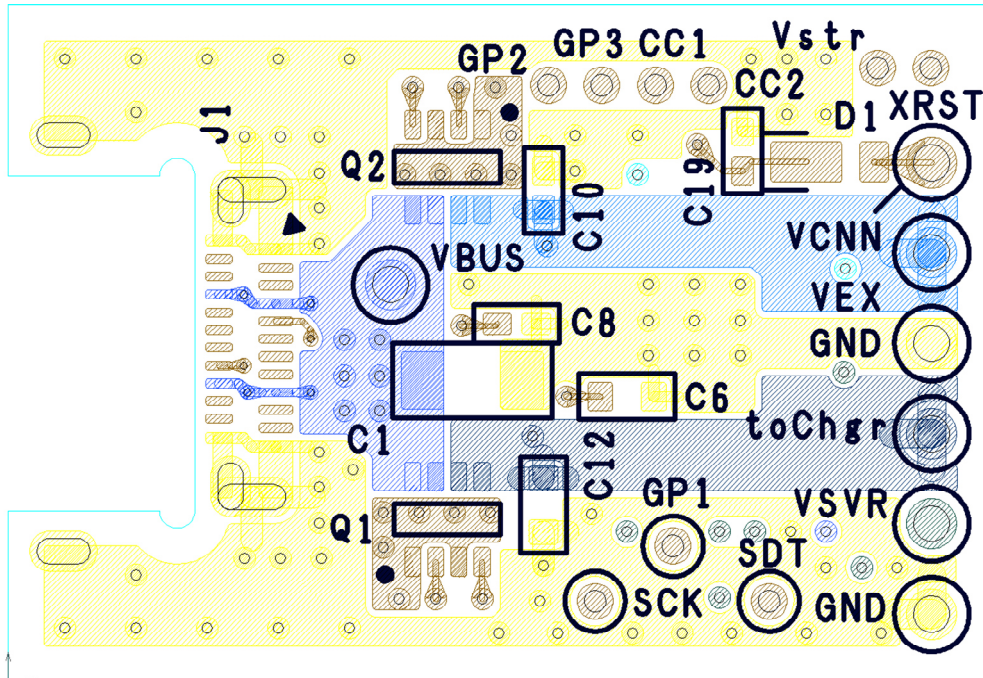 Vstr
GP3 CC1
GP2
CC2
XRST
J1
D1
Q2
C19
C10
VCNN
VBUS
VEX
C8
GND
C6
toChgr
C1
C12
GP1
VSVR
Q1
SDT
SCK
GND